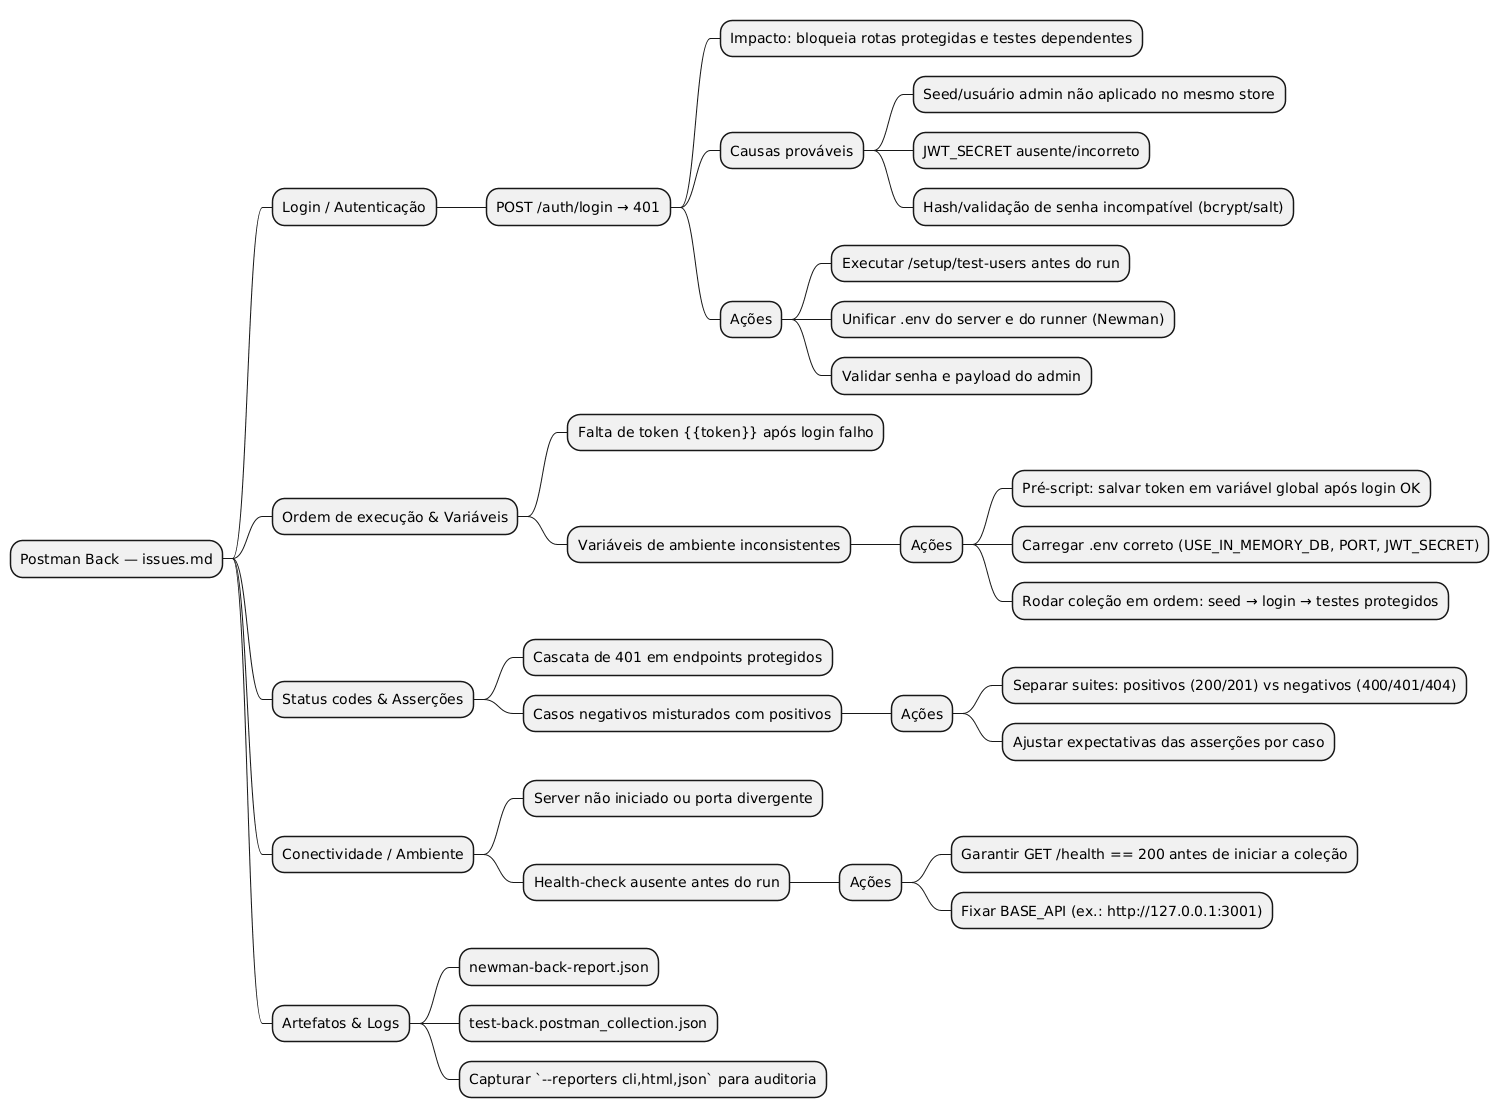 Postman Back — issues.md
Login / Autenticação
POST /auth/login → 401
Impacto: bloqueia rotas protegidas e testes dependentes
Causas prováveis
Seed/usuário admin não aplicado no mesmo store
JWT_SECRET ausente/incorreto
Hash/validação de senha incompatível (bcrypt/salt)
Ações
Executar /setup/test-users antes do run
Unificar .env do server e do runner (Newman)
Validar senha e payload do admin
Ordem de execução & Variáveis
Falta de token {{token}} após login falho
Variáveis de ambiente inconsistentes
Ações
Pré-script: salvar token em variável global após login OK
Carregar .env correto (USE_IN_MEMORY_DB, PORT, JWT_SECRET)
Rodar coleção em ordem: seed → login → testes protegidos
Status codes & Asserções
Cascata de 401 em endpoints protegidos
Casos negativos misturados com positivos
Ações
Separar suites: positivos (200/201) vs negativos (400/401/404)
Ajustar expectativas das asserções por caso
Conectividade / Ambiente
Server não iniciado ou porta divergente
Health-check ausente antes do run
Ações
Garantir GET /health == 200 antes de iniciar a coleção
Fixar BASE_API (ex.: http://127.0.0.1:3001)
Artefatos & Logs
newman-back-report.json
test-back.postman_collection.json
Capturar `--reporters cli,html,json` para auditoria